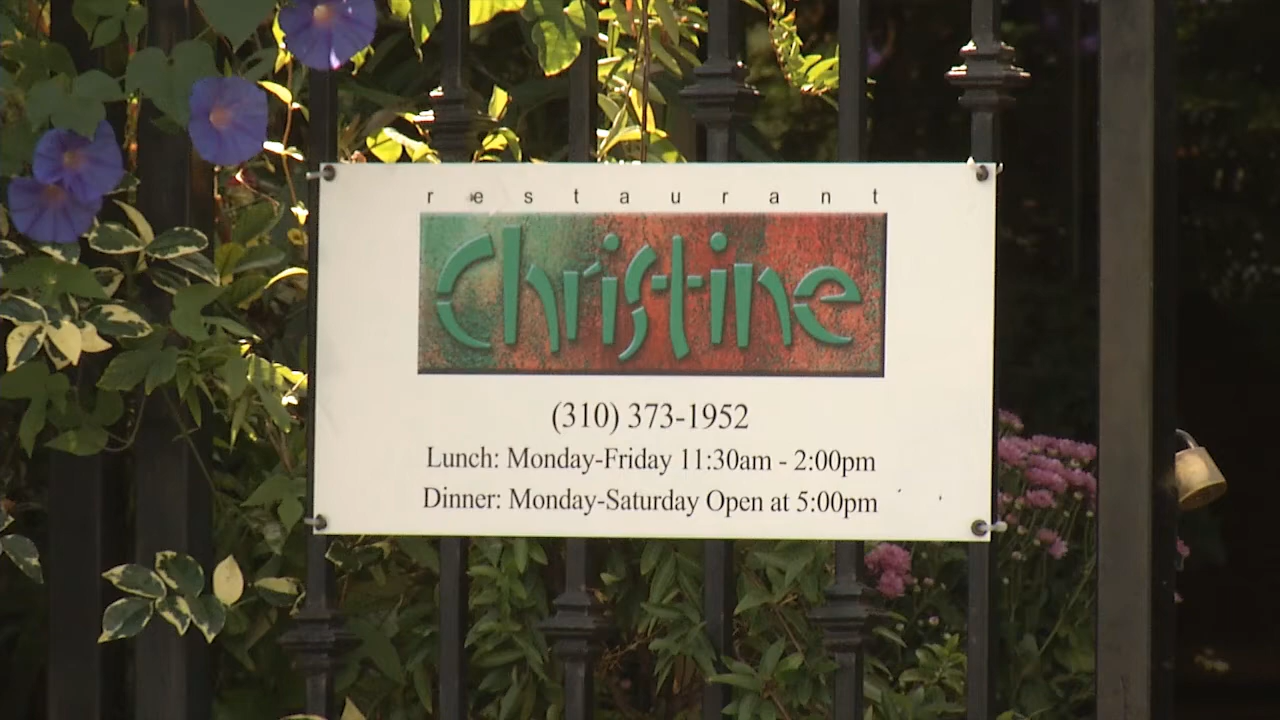 restaurant
Christine
(310) 373-1952
Lunch: Monday-Friday 11:30am - 2:00pm
Dinner: Monday-Saturday Open at 5:00pm